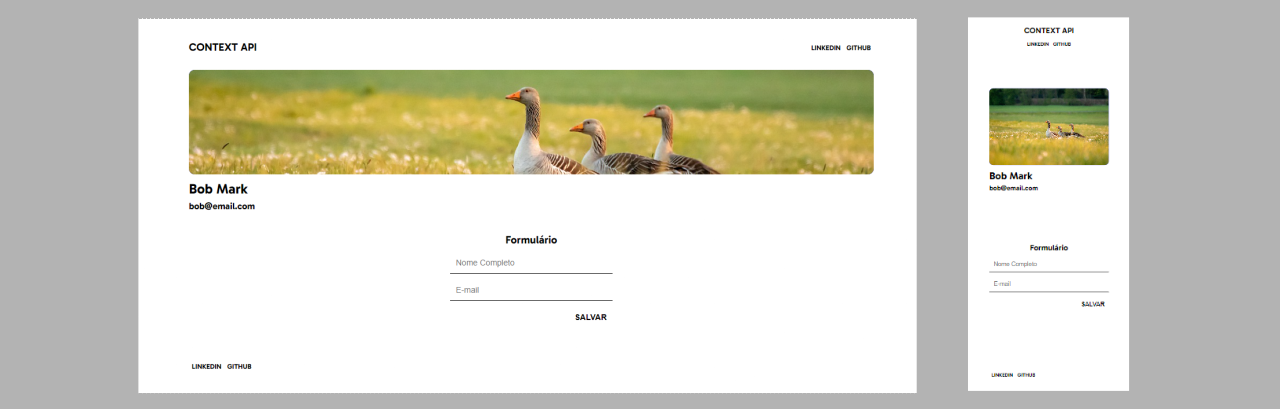 CONTEXT API
LINKEDIN GITHUB
Bob Mark
bob@email.com
Formulário
Nome Completo
E-mail
SALVAR
LINKEDIN GITHUB
CONTEXT API
LINKEDIN GITHUB
Bob Mark
bob@email.com
Formulário
Nome Completo
E-mail
SALVAR
LINKEDIN GITHUB